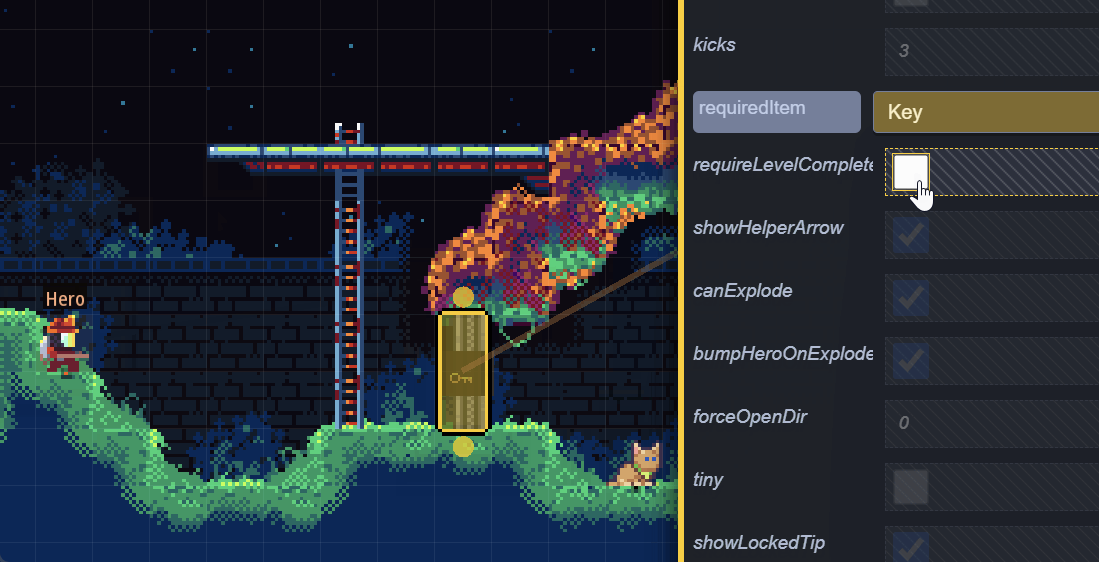 kicks
3
requiredItem
Key
requireLevelComplete
showHelperArrow
Hero
canExplode
bumpHeroOnExplode
forceOpenDir
0
tiny
showLockedTip